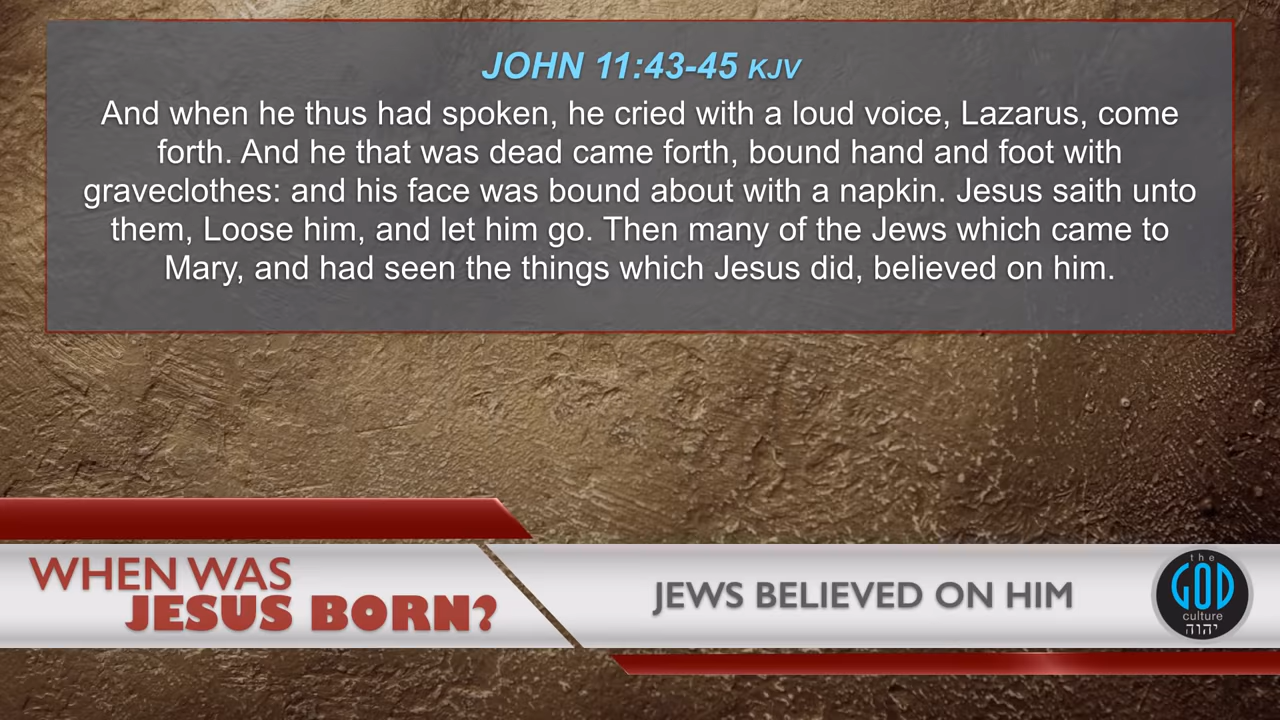 JOHN 11:43-45 KJV
And when he thus had spoken, he cried with a loud voice, Lazarus, come
forth. And he that was dead came forth, bound hand and foot with
graveclothes: and his face was bound about with a napkin. Jesus saith unto
them, Loose him, and let him go. Then many of the Jews which came to
Mary, and had seen the things which Jesus did, believed on him.
WHEN WAS
JESUS BORN?
JEWS BELIEVED ON HIM
the
GOD
culture
יהוה